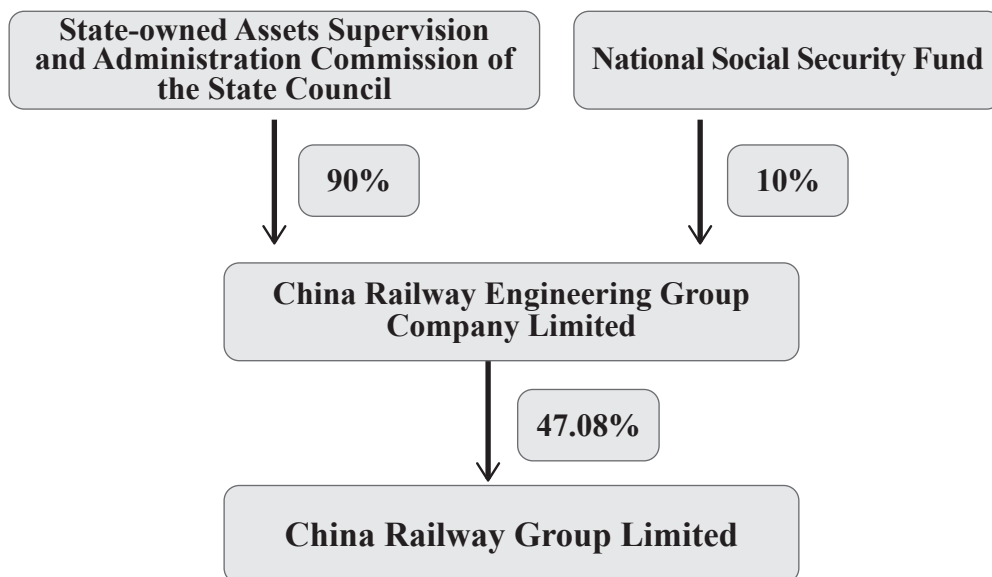 State-owned Assets Supervision
and Administration Commission of
the State Council
National Social Security Fund
90%
10%
China Railway Engineering Group
Company Limited
47.08%
China Railway Group Limited